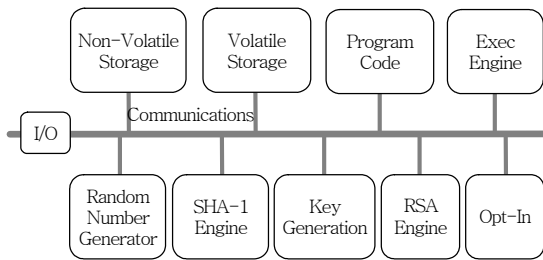 Non-Volatile
Storage
Volatile
Storage
Program
Code
Exec
Engine
Communications
I/O
Random
Number
Generator
SHA-1
Engine
Key
Generation
RSA
Engine
Opt-In